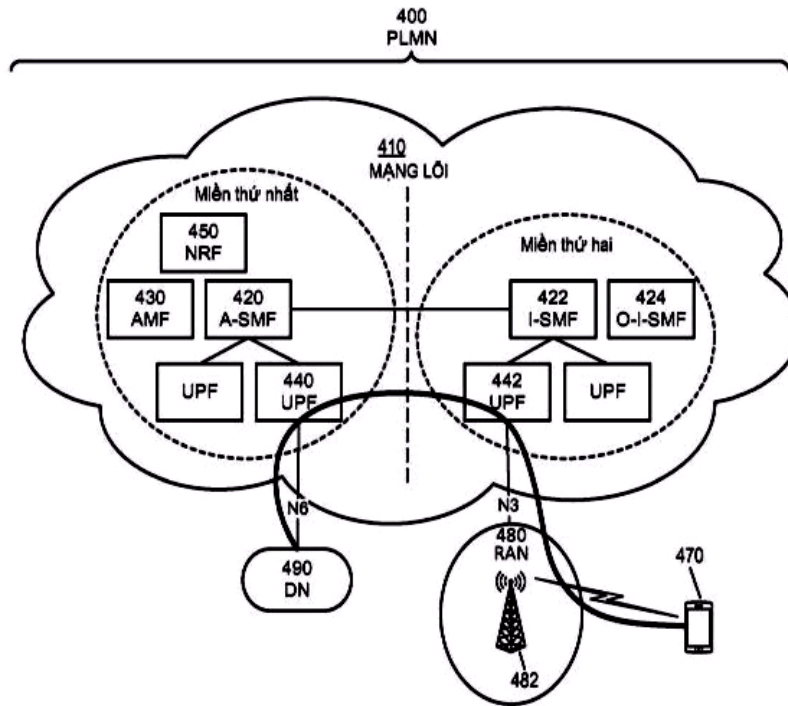 400
PLMN
410
MẠNG LÕI
Miền thứ nhất
Miền thứ hai
450
NRF
430
AMF
420
A-SMF
422
I-SMF
424
O-I-SMF
UPF
440
UPF
442
UPF
UPF
N6
N3
490
DN
480
RAN
470
482